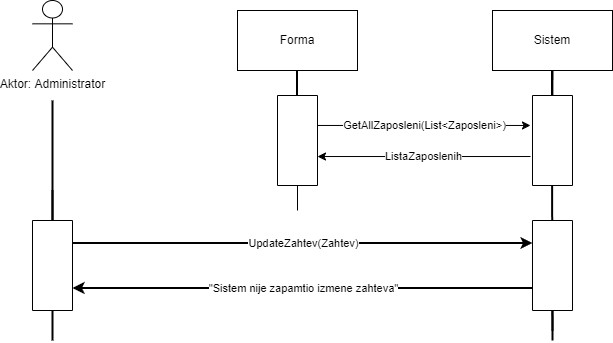 Forma
Sistem
Aktor: Administrator
GetAllZaposleni(List<Zaposleni>)
ListaZaposlenih
UpdateZahtev(Zahtev)
"Sistem nije zapamtio izmene zahteva"